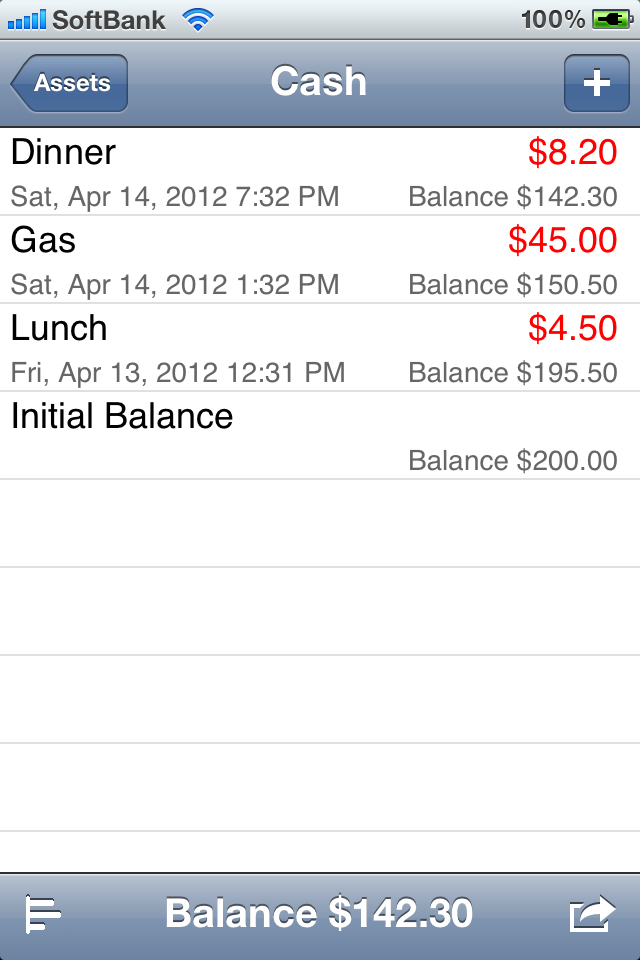 SoftBank 100%
Assets Cash +
Dinner $8.20
Sat, Apr 14, 2012 7:32 PM Balance $142.30
Gas $45.00
Sat, Apr 14, 2012 1:32 PM Balance $150.50
Lunch $4.50
Fri, Apr 13, 2012 12:31 PM Balance $195.50
Initial Balance
Balance $200.00
Balance $142.30